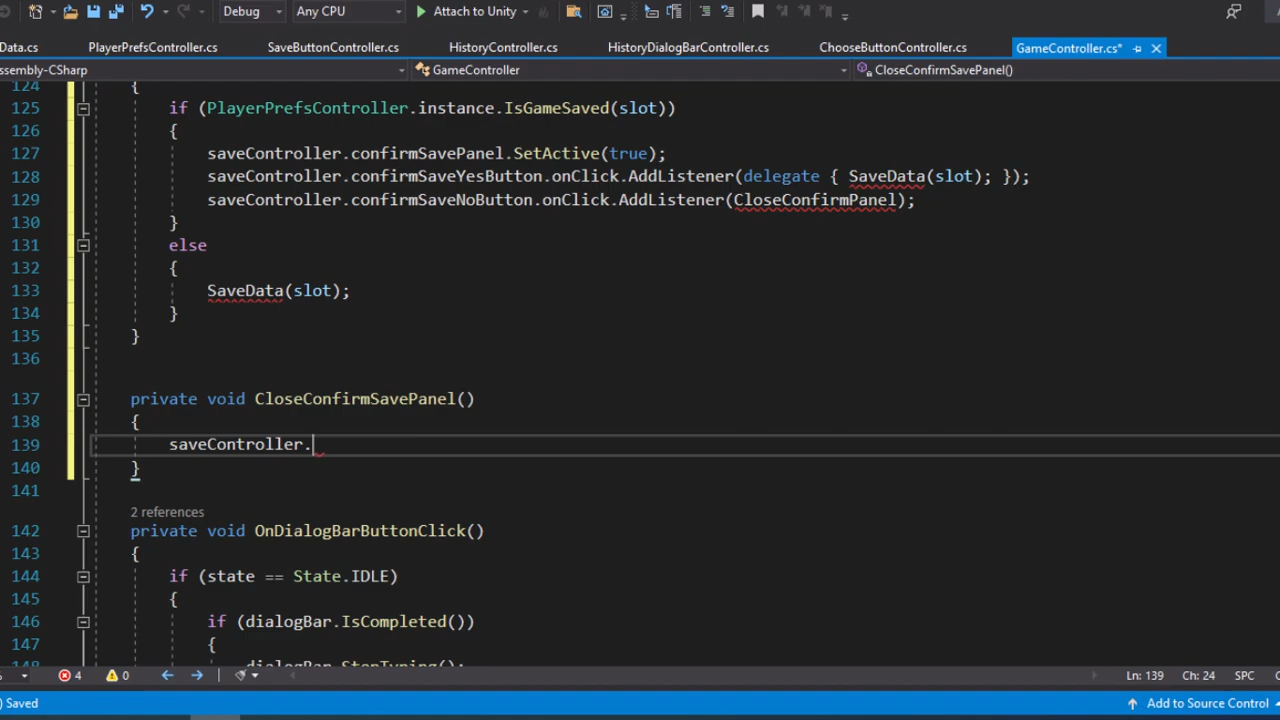 Debug Any CPU Attach to Unity
Data.cs PlayerPrefsController.cs SaveButtonController.cs HistoryController.cs HistoryDialogBarController.cs ChooseButtonController.cs GameController.cs*
ssembly-CSharp GameController CloseConfirmSavePanel()
124 {
125 if (PlayerPrefsController.instance.IsGameSaved(slot))
126 {
127 saveController.confirmSavePanel.SetActive(true);
128 saveController.confirmSaveYesButton.onClick.AddListener(delegate { SaveData(slot); });
129 saveController.confirmSaveNoButton.onClick.AddListener(CloseConfirmPanel);
130 }
131 else
132 {
133 SaveData(slot);
134 }
135 }
136
137 private void CloseConfirmSavePanel()
138 {
139 saveController.
140 }
141
2 references
142 private void OnDialogBarButtonClick()
143 {
144 if (state == State.IDLE)
145 {
146 if (dialogBar.IsCompleted())
147 {
148 dialogBar.StopTyping();
% 4 0 Ln: 139 Ch: 24 SPC
) Saved Add to Source Control